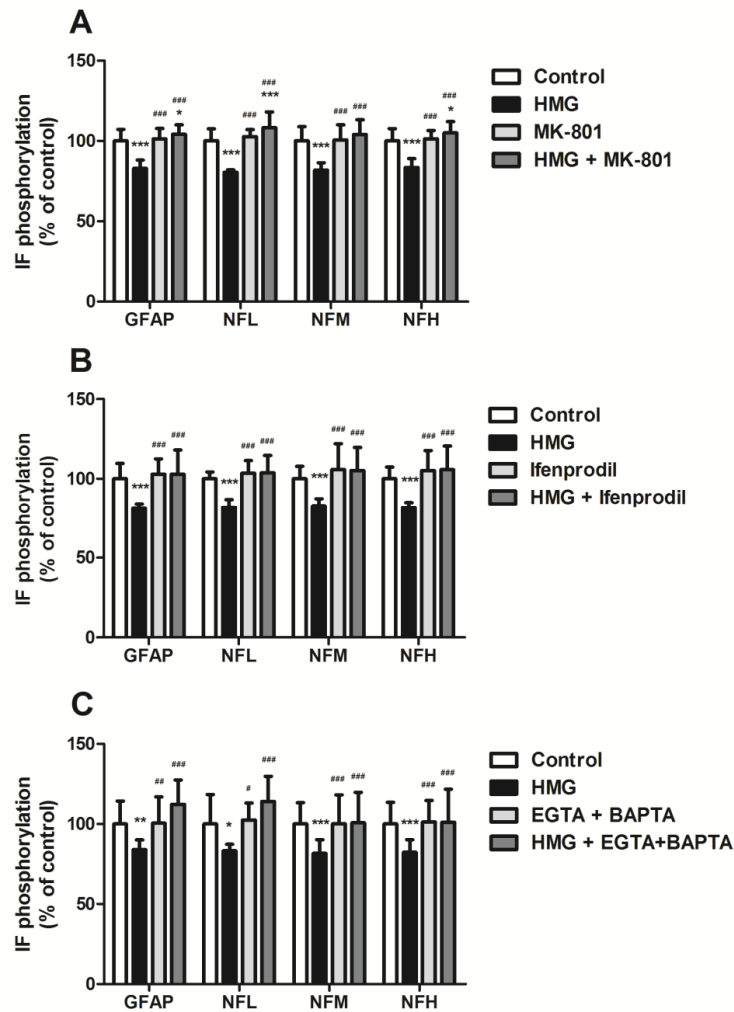 A
IF phosphorylation
(% of control)
150
100
50
0
###
***
###
*
###
***
###
***
###
###
***
###
***
###
*
###
***
GFAP
NFL
NFM
NFH
Control
HMG
MK-801
HMG + MK-801
B
IF phosphorylation
(% of control)
150
100
50
0
***
###
###
***
###
###
***
###
###
***
###
###
GFAP
NFL
NFM
NFH
Control
HMG
Ifenprodil
HMG + Ifenprodil
C
IF phosphorylation
(% of control)
150
100
50
0
**
##
###
*
#
###
***
###
###
***
###
###
GFAP
NFL
NFM
NFH
Control
HMG
EGTA + BAPTA
HMG + EGTA+BAPTA